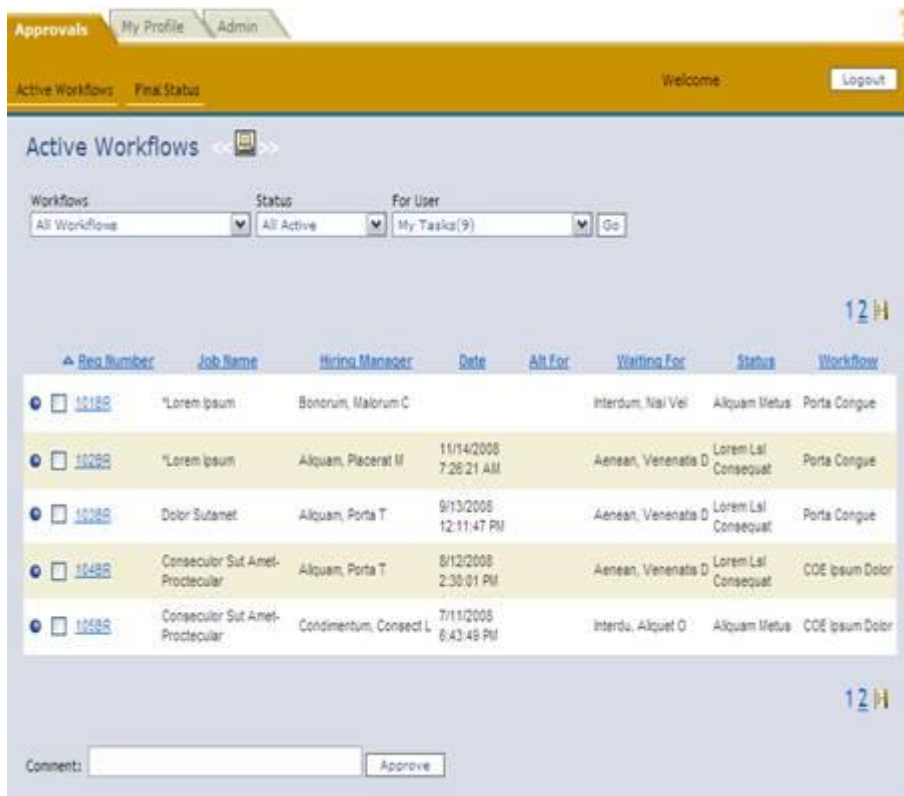 Approvals My Profile Admin
Active Workflows Final Status Welcome Logout
Active Workflows
Workflows Status For User
All Workflows All Active My Tasks(9) Go
1 2
Req Number Job Name Hiring Manager Date Alt For Waiting For Status Workflow
101BR *Lorem Ipsum Bonorum, Malorum C Interdum, Nisi Vel Aliquam Metus Porta Congue
102BR *Lorem Ipsum Aliquam, Placerat M 11/14/2008 7:26:21 AM Aenean, Venenatis D Lorem Lal Consequat Porta Congue
103BR Dolor Sutamet Aliquam, Porta T 9/13/2008 12:11:47 PM Aenean, Venenatis D Lorem Lal Consequat Porta Congue
104BR Consecuior Sut Amet-Proctecular Aliquam, Porta T 8/12/2008 2:38:01 PM Aenean, Venenatis D Lorem Lal Consequat COE Ipsum Dolor
105BR Consecuior Sut Amet-Proctecular Condimentum, Consect L 7/11/2008 6:43:49 PM Interdu, Aliquet O Aliquam Metus COE Ipsum Dolor
1 2
Comment: Approve